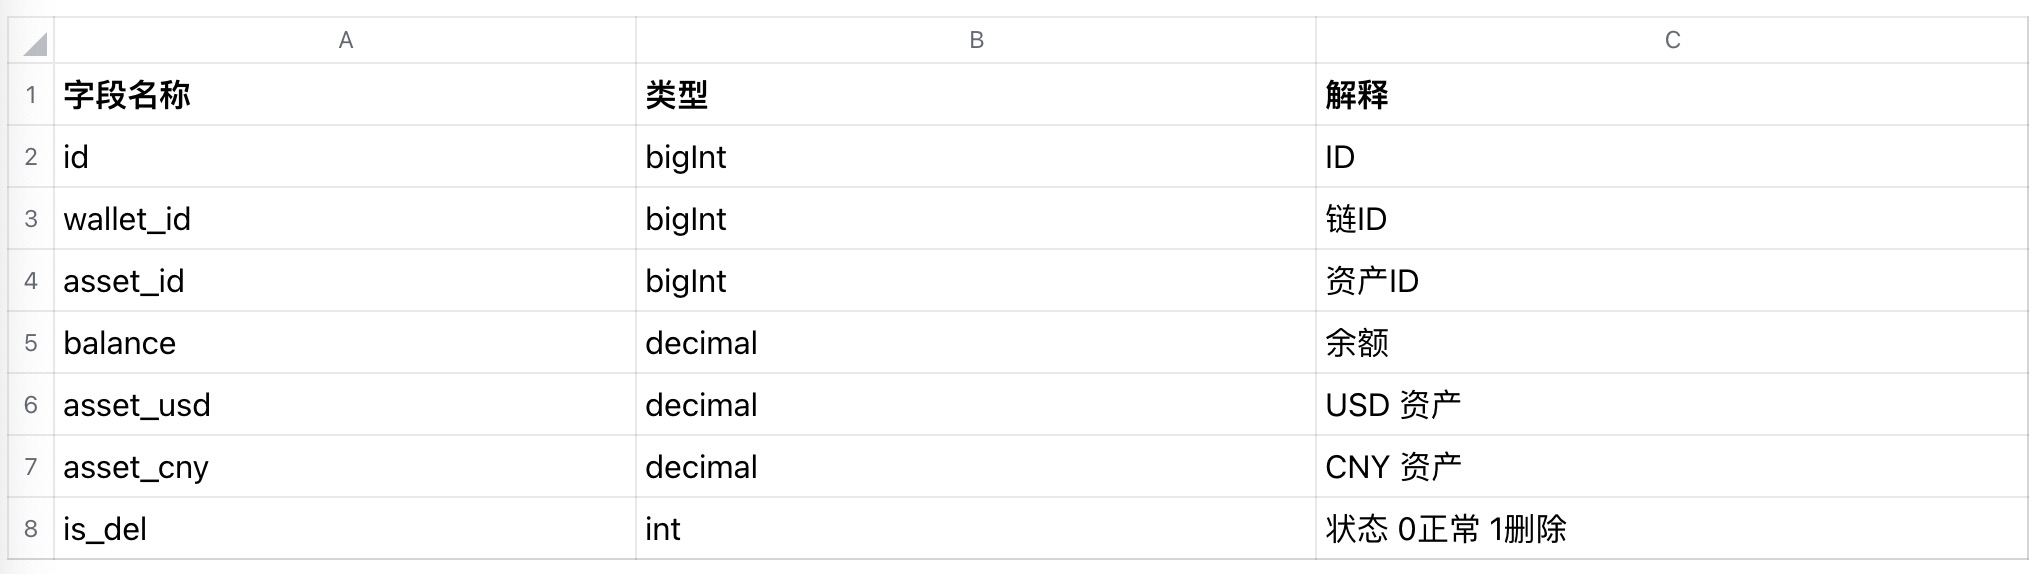 A B C
1 字段名称 类型 解释
2 id bigInt ID
3 wallet_id bigInt 链ID
4 asset_id bigInt 资产ID
5 balance decimal 余额
6 asset_usd decimal USD 资产
7 asset_cny decimal CNY 资产
8 is_del int 状态 0正常 1删除